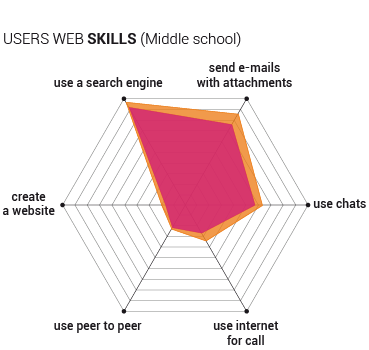 USERS WEB SKILLS (Middle school)
send e-mails
with attachments
use a search engine
create
a website
use chats
use peer to peer
use internet
for call